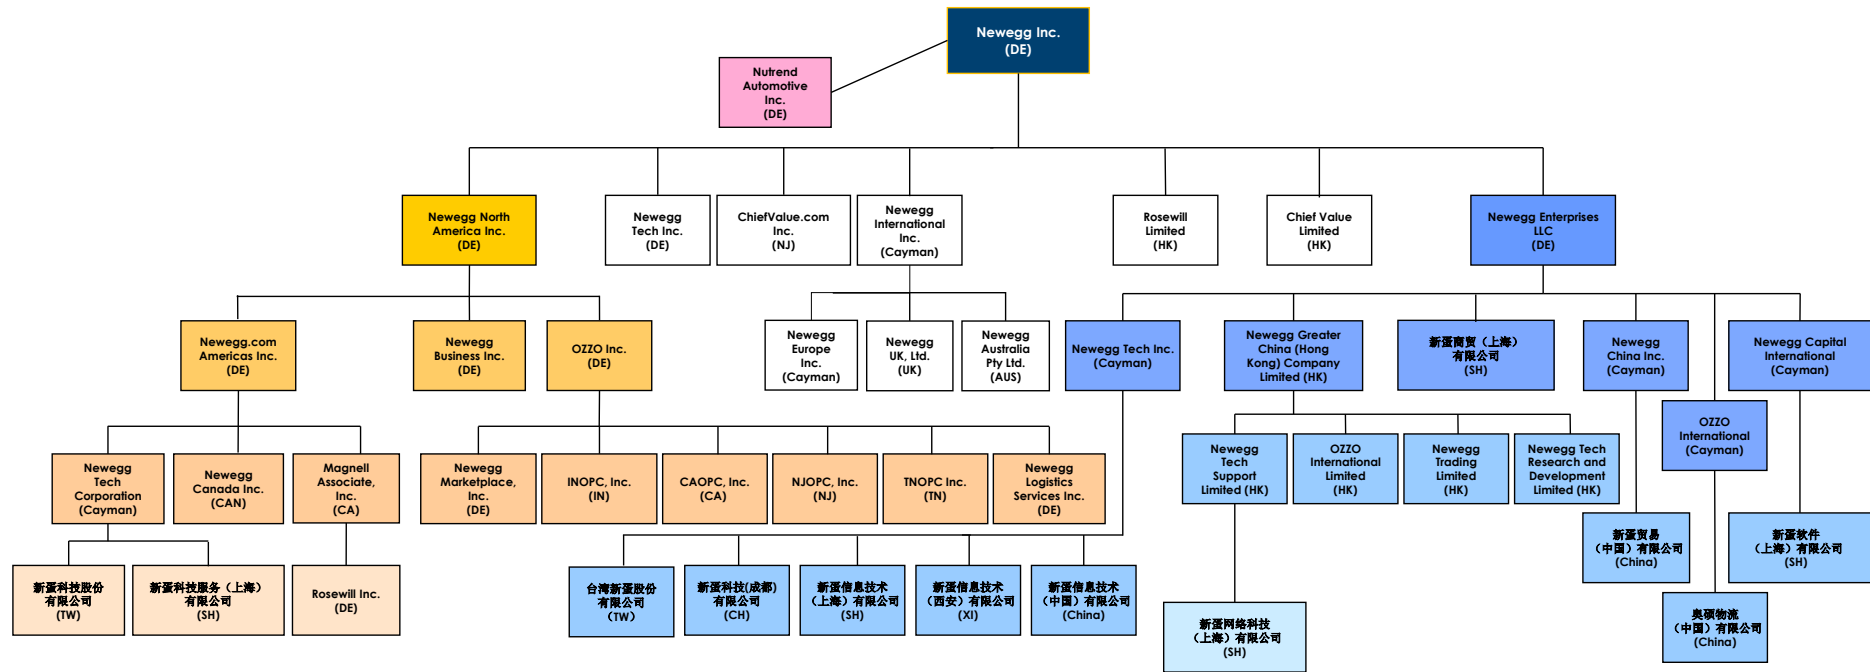 Newegg Inc.
(DE)
Nutrend
Automotive
Inc.
(DE)
Newegg North
America Inc.
(DE)
Newegg
Tech Inc.
(DE)
ChiefValue.com
Inc.
(NJ)
Newegg
International
Inc.
(Cayman)
Rosewill
Limited
(HK)
Chief Value
Limited
(HK)
Newegg Enterprises
LLC
(DE)
Newegg.com
Americas Inc.
(DE)
Newegg
Business Inc.
(DE)
OZZO Inc.
(DE)
Newegg
Europe
Inc.
(Cayman)
Newegg
UK, Ltd.
(UK)
Newegg
Australia
Pty Ltd.
(AUS)
Newegg Tech Inc.
(Cayman)
Newegg Greater
China (Hong
Kong) Company
Limited (HK)
新蛋商贸（上海）
有限公司
(SH)
Newegg
China Inc.
(Cayman)
Newegg Capital
International
(Cayman)
OZZO
International
(Cayman)
Newegg
Tech
Corporation
(Cayman)
Newegg
Canada Inc.
(CAN)
Magnell
Associate,
Inc.
(CA)
Newegg
Marketplace,
Inc.
(DE)
INOPC, Inc.
(IN)
CAOPC, Inc.
(CA)
NJOPC, Inc.
(NJ)
TNOPC Inc.
(TN)
Newegg
Logistics
Services Inc.
(DE)
Newegg
Tech
Support
Limited (HK)
OZZO
International
Limited
(HK)
Newegg
Trading
Limited
(HK)
Newegg Tech
Research and
Development
Limited (HK)
新蛋贸易
（中国）有限公司
(China)
新蛋软件
（上海）有限公司
(SH)
新蛋科技股份
有限公司
(TW)
新蛋科技服务（上海）
有限公司
(SH)
Rosewill Inc.
(DE)
台湾新蛋股份
有限公司
（TW）
新蛋科技(成都)
有限公司
(CH)
新蛋信息技术
（上海）有限公司
(SH)
新蛋信息技术
（西安）有限公司
(XI)
新蛋信息技术
（中国）有限公司
(China)
新蛋网络科技
（上海）有限公司
(SH)
奥硕物流
（中国）有限公司
(China)